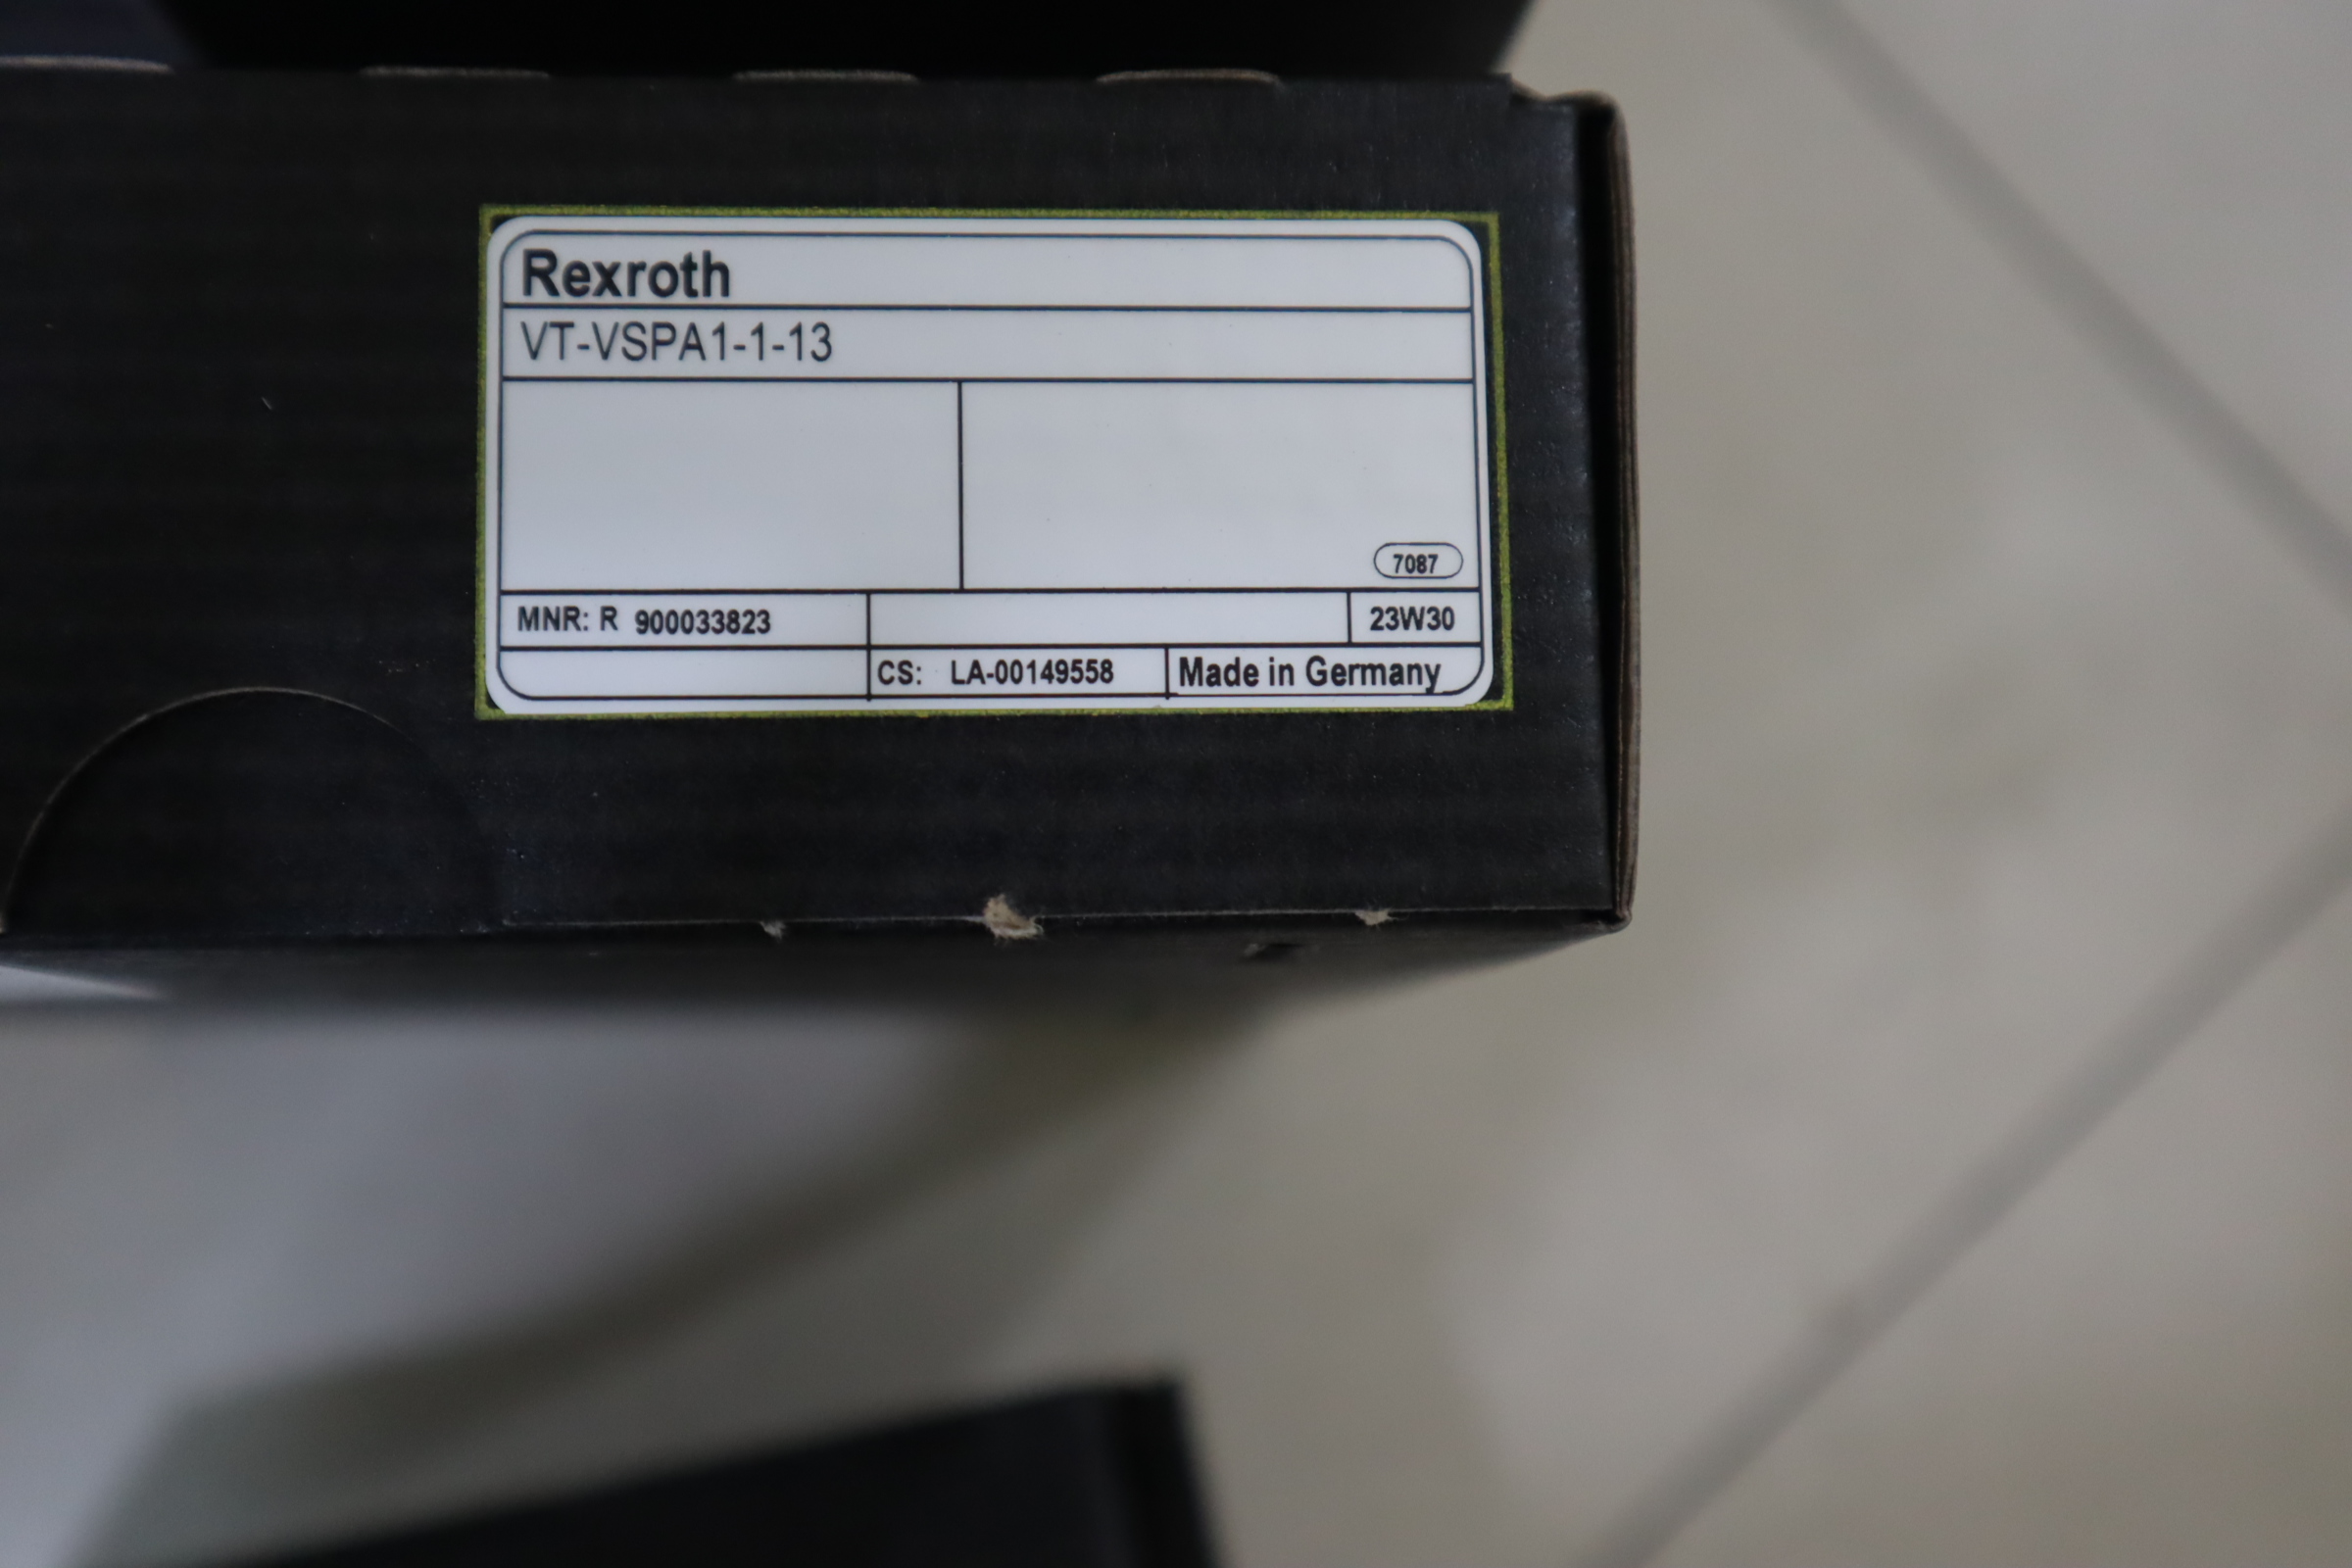 Rexroth
VT-VSPA1-1-13
7087
MNR: R 900033823
23W30
CS: LA-00149558
Made in Germany